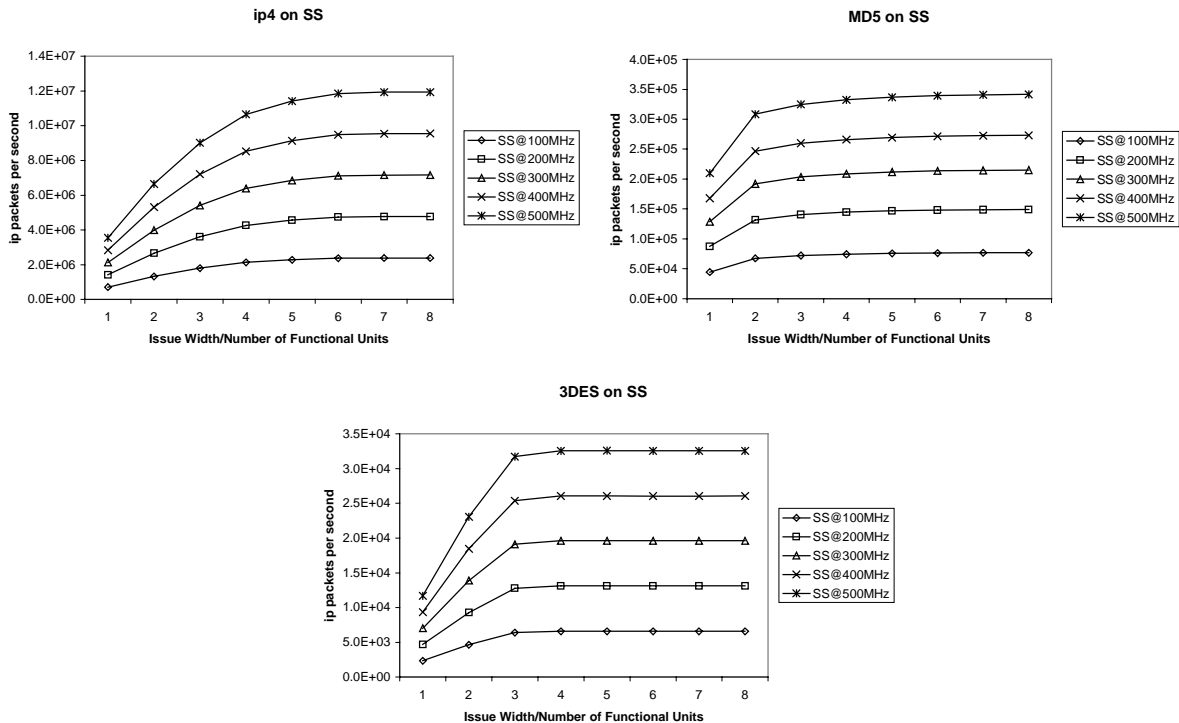 ip4 on SS
ip packets per second
1.4E+07
1.2E+07
1.0E+07
8.0E+06
6.0E+06
4.0E+06
2.0E+06
0.0E+00
1 2 3 4 5 6 7 8
Issue Width/Number of Functional Units
SS@100MHz
SS@200MHz
SS@300MHz
SS@400MHz
SS@500MHz
MD5 on SS
ip packets per second
4.0E+05
3.5E+05
3.0E+05
2.5E+05
2.0E+05
1.5E+05
1.0E+05
5.0E+04
0.0E+00
1 2 3 4 5 6 7 8
Issue Width/Number of Functional Units
SS@100MHz
SS@200MHz
SS@300MHz
SS@400MHz
SS@500MHz
3DES on SS
ip packets per second
3.5E+04
3.0E+04
2.5E+04
2.0E+04
1.5E+04
1.0E+04
5.0E+03
0.0E+00
1 2 3 4 5 6 7 8
Issue Width/Number of Functional Units
SS@100MHz
SS@200MHz
SS@300MHz
SS@400MHz
SS@500MHz